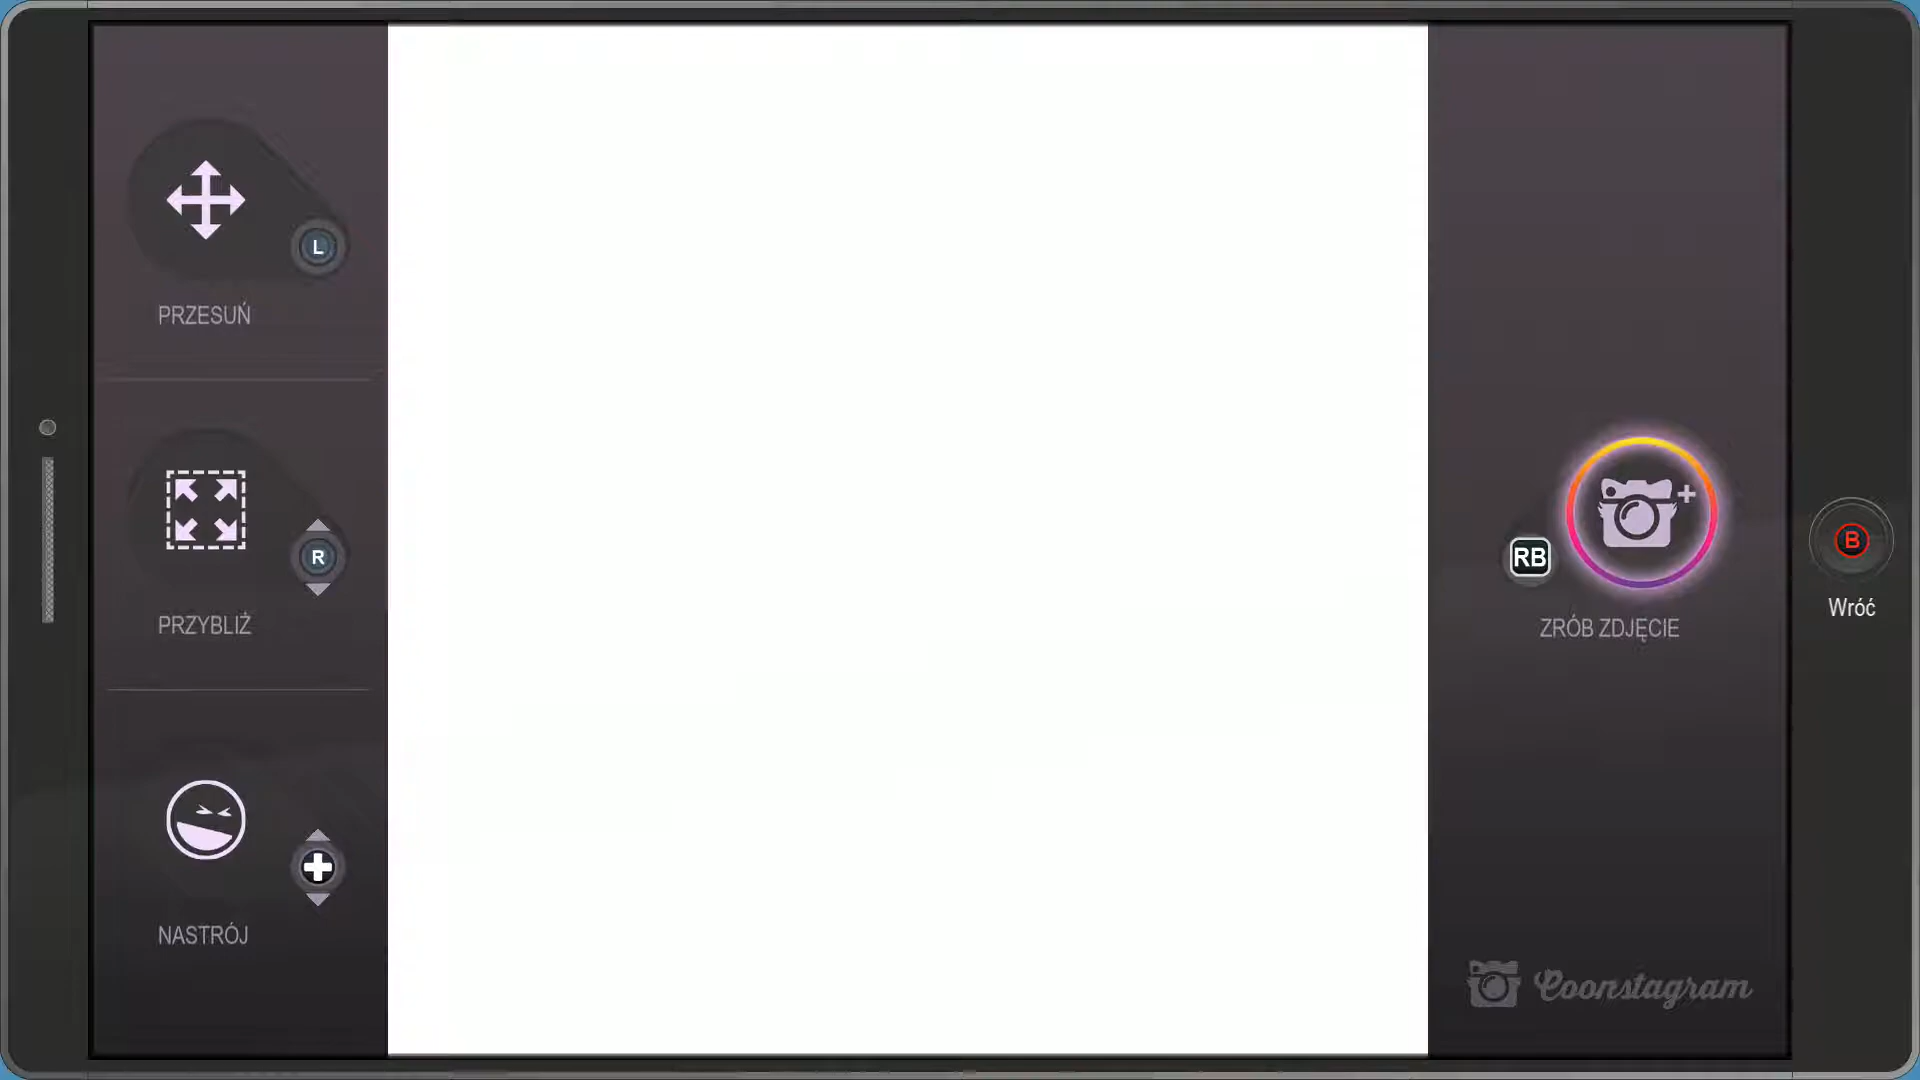 PRZESUŃ
L
PRZYBLIŻ
R
NASTRÓJ
RB
ZRÓB ZDJĘCIE
B
Wróć
Coonstagram